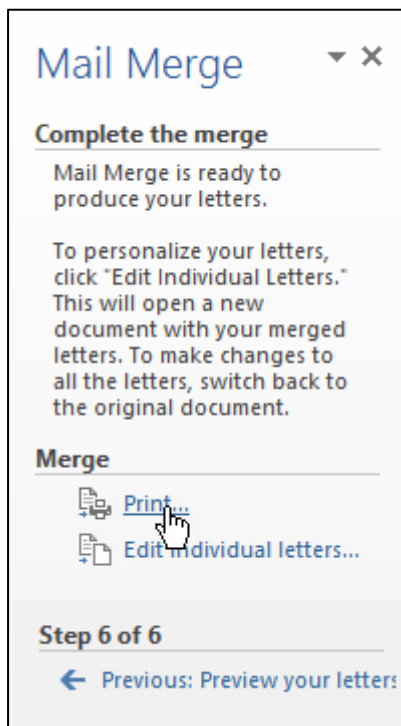 Mail Merge
Complete the merge
Mail Merge is ready to
produce your letters.
To personalize your letters,
click "Edit Individual Letters."
This will open a new
document with your merged
letters. To make changes to
all the letters, switch back to
the original document.
Merge
Print...
Edit individual letters...
Step 6 of 6
Previous: Preview your letters